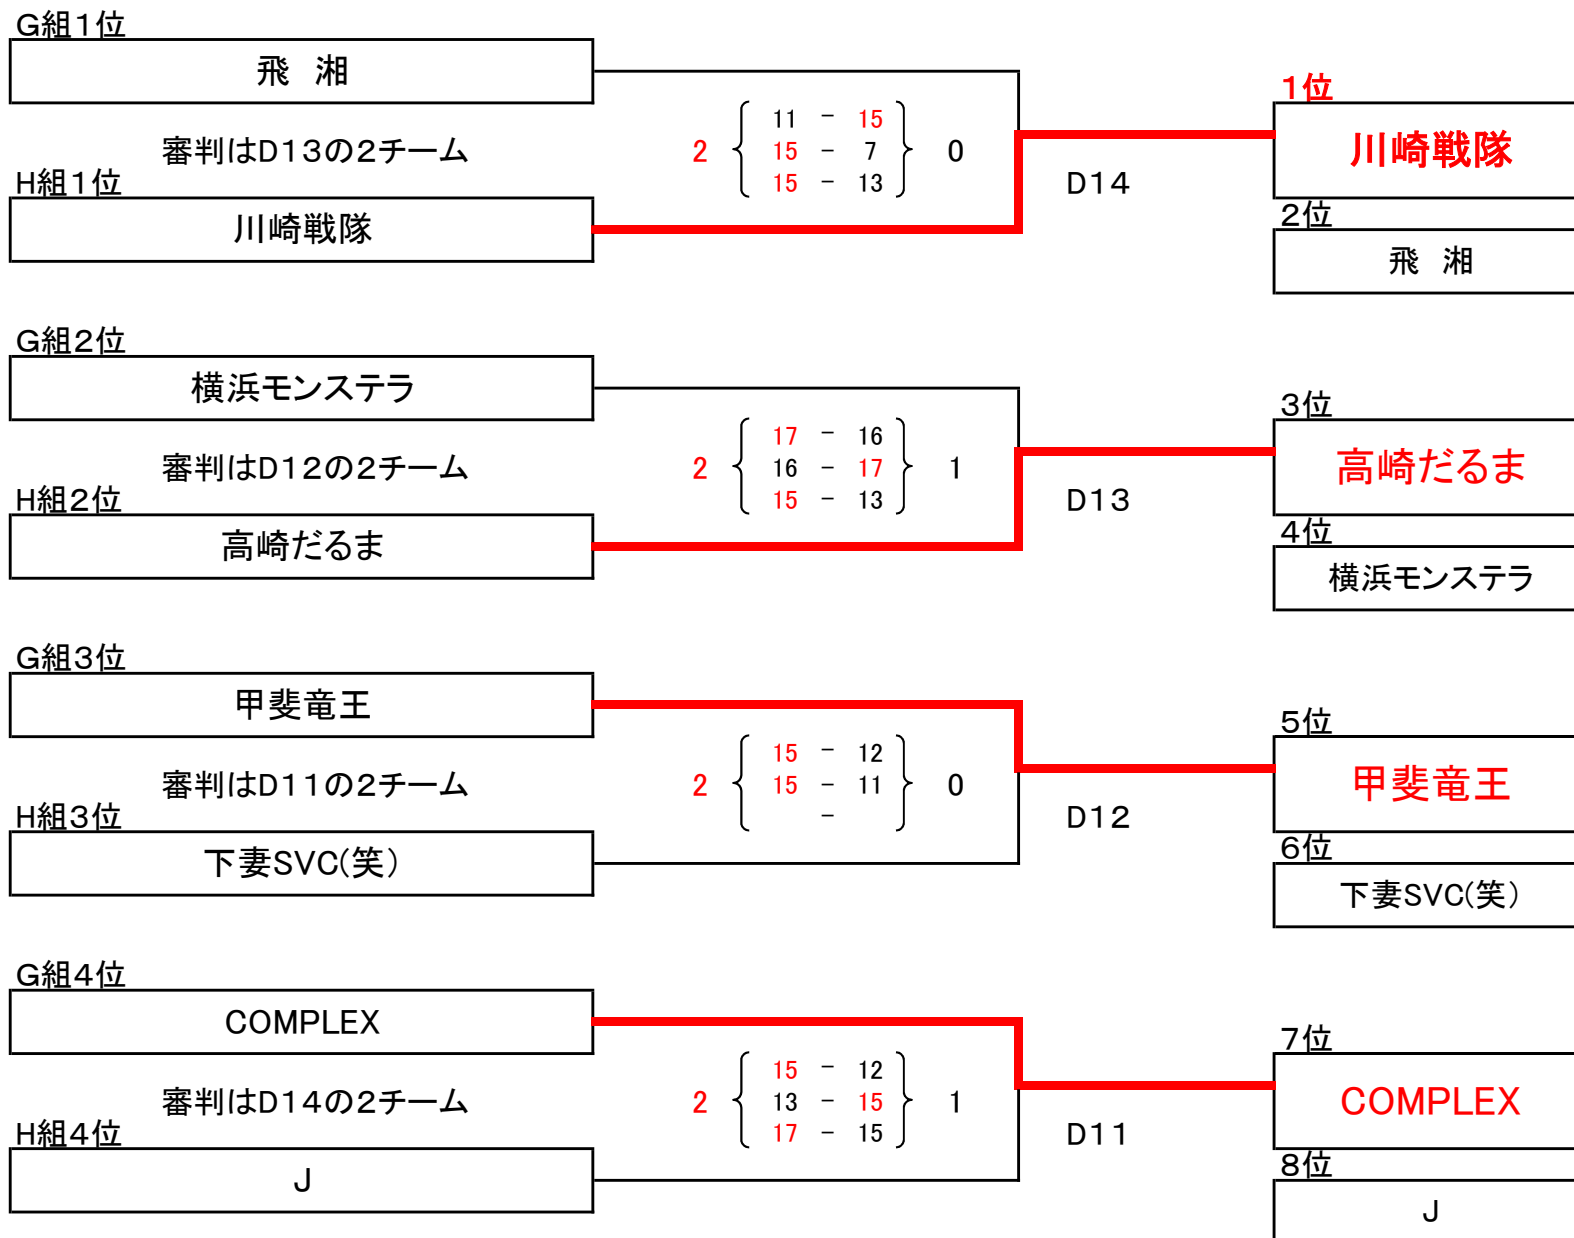 G組1位
飛　湘
審判はD13の2チーム
H組1位
川崎戦隊
2 { 11 - 15 } 0
15 - 7
15 - 13
D14
1位
川崎戦隊
2位
飛　湘
G組2位
横浜モンステラ
審判はD12の2チーム
H組2位
高崎だるま
2 { 17 - 16 } 1
16 - 17
15 - 13
D13
3位
高崎だるま
4位
横浜モンステラ
G組3位
甲斐竜王
審判はD11の2チーム
H組3位
下妻SVC(笑)
2 { 15 - 12 } 0
15 - 11
-
D12
5位
甲斐竜王
6位
下妻SVC(笑)
G組4位
COMPLEX
審判はD14の2チーム
H組4位
J
2 { 15 - 12 } 1
13 - 15
17 - 15
D11
7位
COMPLEX
8位
J